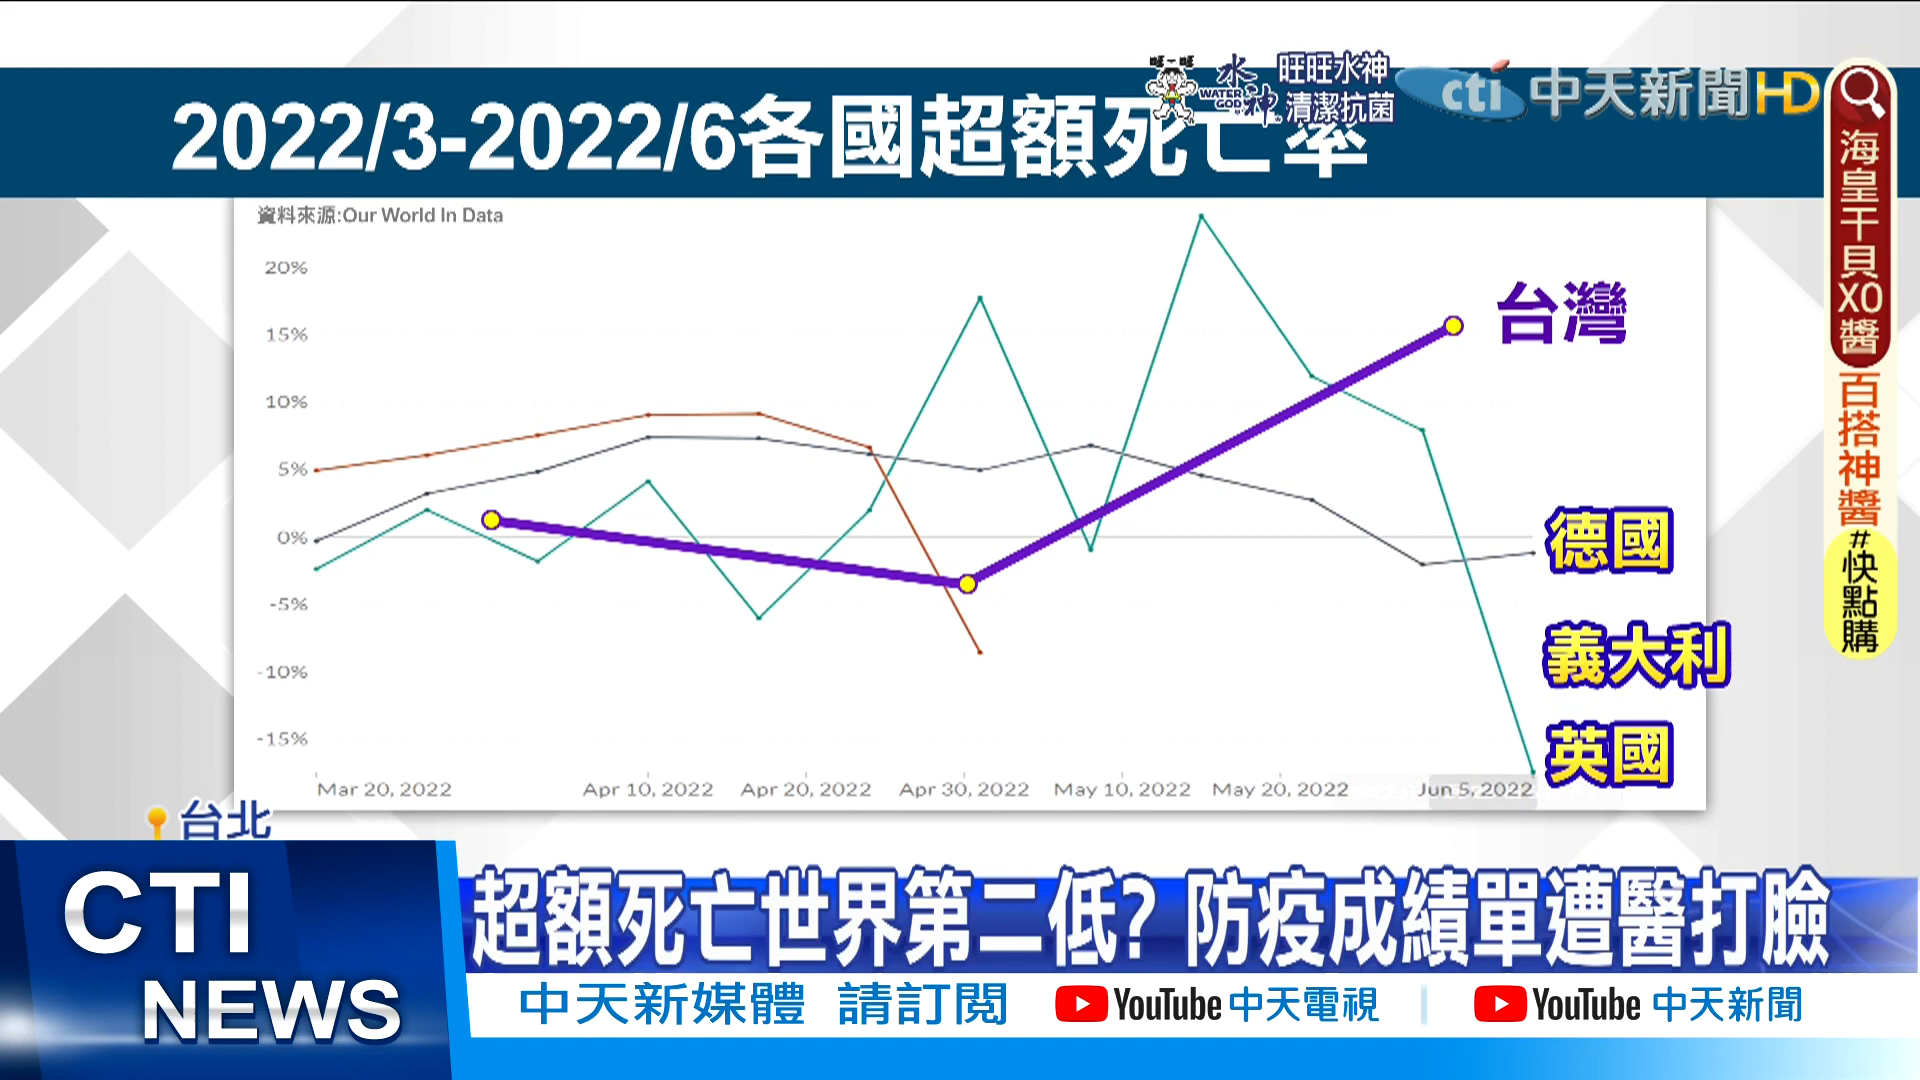 旺一旺
水神
WATER GOD
旺旺水神
清潔抗菌
cti 中天新聞HD
2022/3-2022/6各國超額死亡率
資料來源:Our World In Data
20%
15%
10%
5%
0%
-5%
-10%
-15%
Mar 20, 2022
Apr 10, 2022
Apr 20, 2022
Apr 30, 2022
May 10, 2022
May 20, 2022
Jun 5, 2022
台灣
德國
義大利
英國
海皇干貝XO醬
百搭神醬
#快點購
台北
CTI NEWS
超額死亡世界第二低? 防疫成績單遭醫打臉
中天新媒體 請訂閱 YouTube 中天電視 | YouTube 中天新聞